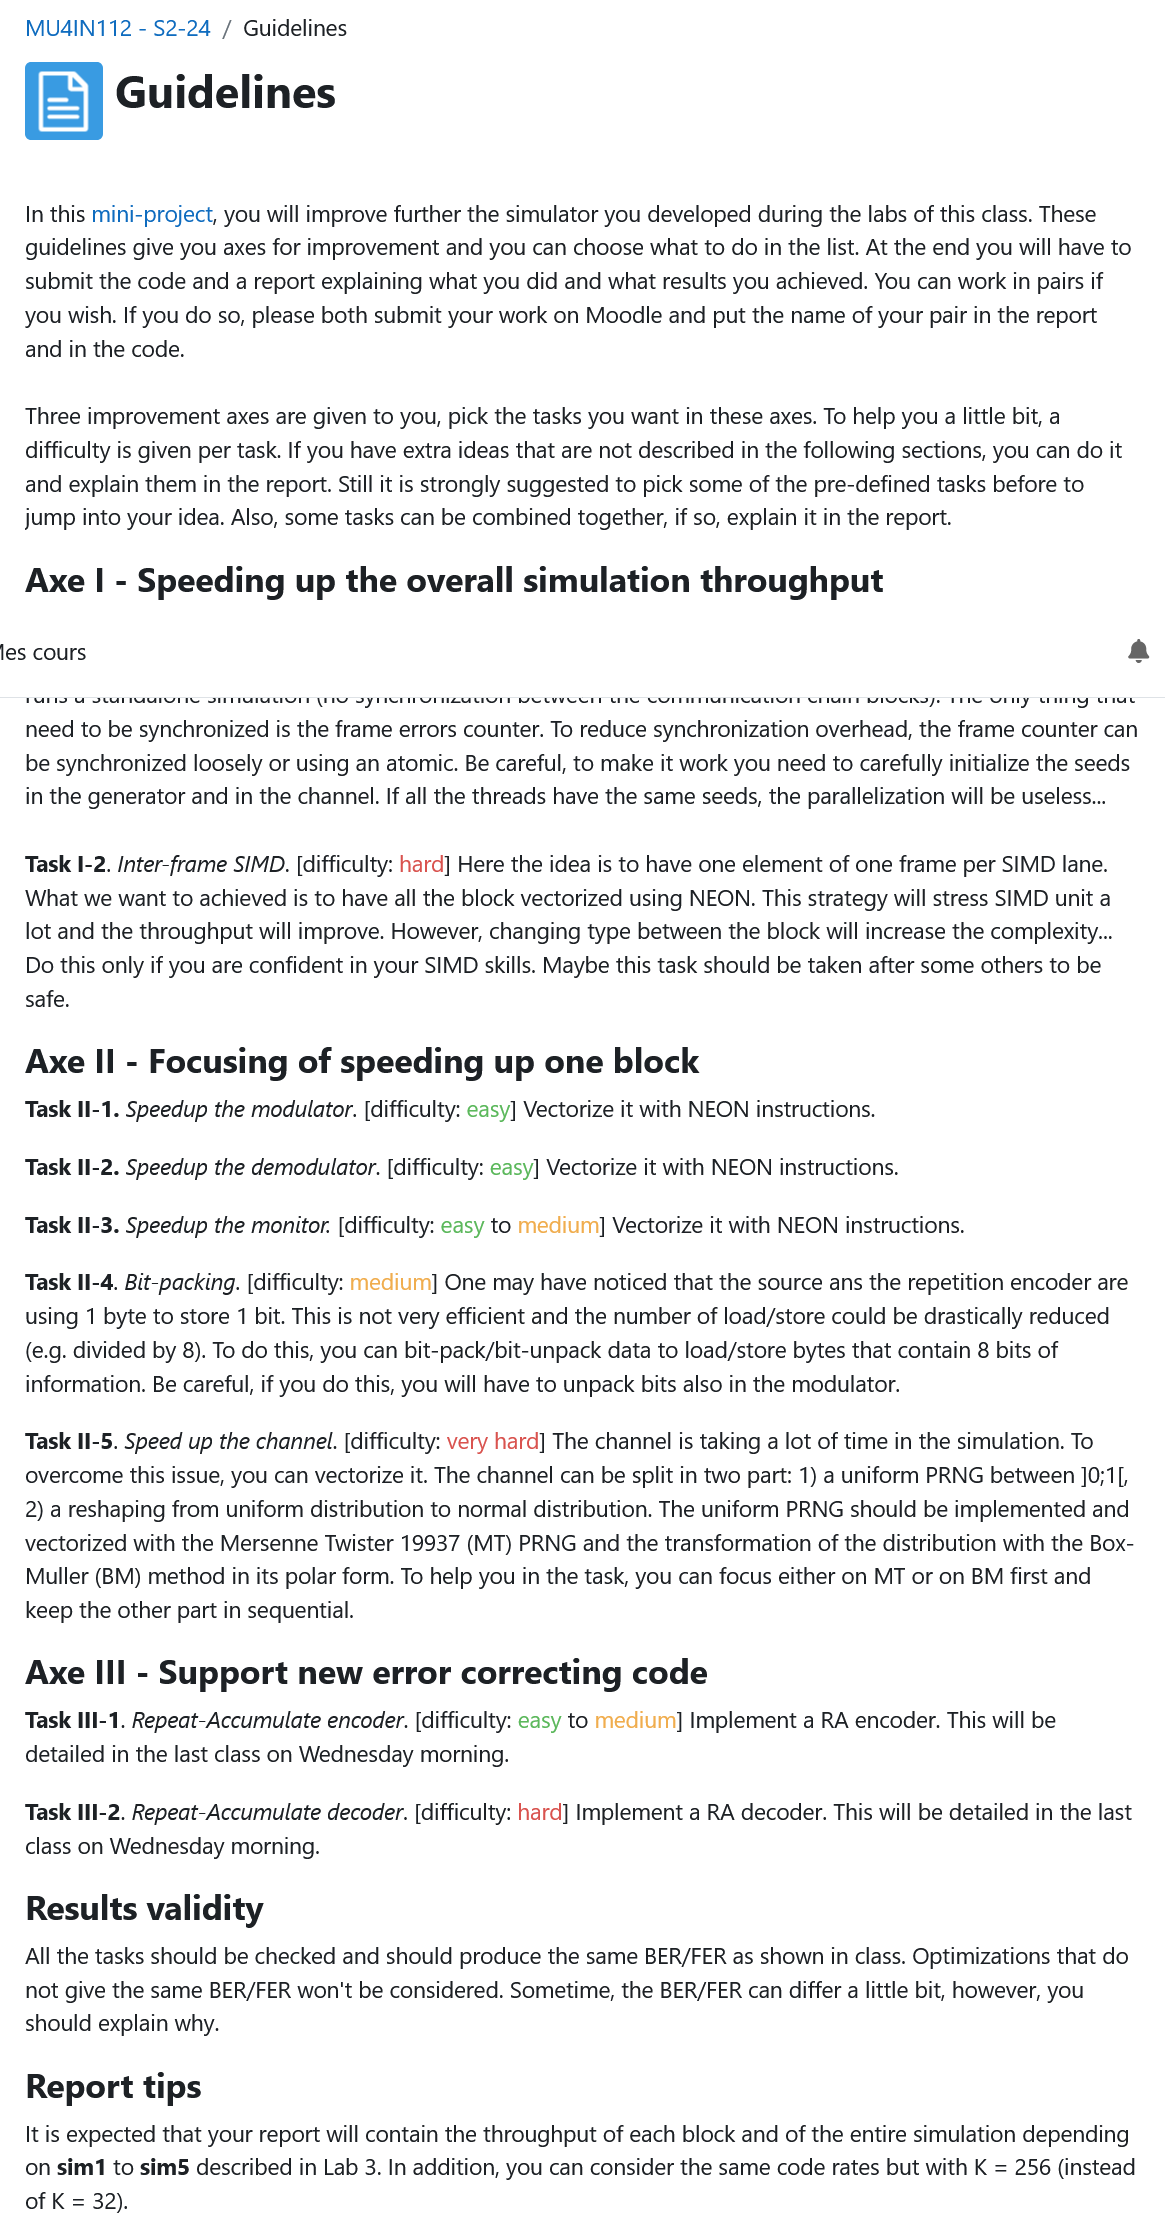 MU4IN112 - S2-24 / Guidelines
Guidelines
In this mini-project, you will improve further the simulator you developed during the labs of this class. These
guidelines give you axes for improvement and you can choose what to do in the list. At the end you will have to
submit the code and a report explaining what you did and what results you achieved. You can work in pairs if
you wish. If you do so, please both submit your work on Moodle and put the name of your pair in the report
and in the code.
Three improvement axes are given to you, pick the tasks you want in these axes. To help you a little bit, a
difficulty is given per task. If you have extra ideas that are not described in the following sections, you can do it
and explain them in the report. Still it is strongly suggested to pick some of the pre-defined tasks before to
jump into your idea. Also, some tasks can be combined together, if so, explain it in the report.
Axe I - Speeding up the overall simulation throughput
Mes cours
runs a standalone simulation (no synchronization between the communication chain blocks). The only thing that
need to be synchronized is the frame errors counter. To reduce synchronization overhead, the frame counter can
be synchronized loosely or using an atomic. Be careful, to make it work you need to carefully initialize the seeds
in the generator and in the channel. If all the threads have the same seeds, the parallelization will be useless...
Task I-2. Inter-frame SIMD. [difficulty: hard] Here the idea is to have one element of one frame per SIMD lane.
What we want to achieved is to have all the block vectorized using NEON. This strategy will stress SIMD unit a
lot and the throughput will improve. However, changing type between the block will increase the complexity...
Do this only if you are confident in your SIMD skills. Maybe this task should be taken after some others to be
safe.
Axe II - Focusing of speeding up one block
Task II-1. Speedup the modulator. [difficulty: easy] Vectorize it with NEON instructions.
Task II-2. Speedup the demodulator. [difficulty: easy] Vectorize it with NEON instructions.
Task II-3. Speedup the monitor. [difficulty: easy to medium] Vectorize it with NEON instructions.
Task II-4. Bit-packing. [difficulty: medium] One may have noticed that the source ans the repetition encoder are
using 1 byte to store 1 bit. This is not very efficient and the number of load/store could be drastically reduced
(e.g. divided by 8). To do this, you can bit-pack/bit-unpack data to load/store bytes that contain 8 bits of
information. Be careful, if you do this, you will have to unpack bits also in the modulator.
Task II-5. Speed up the channel. [difficulty: very hard] The channel is taking a lot of time in the simulation. To
overcome this issue, you can vectorize it. The channel can be split in two part: 1) a uniform PRNG between ]0;1[,
2) a reshaping from uniform distribution to normal distribution. The uniform PRNG should be implemented and
vectorized with the Mersenne Twister 19937 (MT) PRNG and the transformation of the distribution with the Box-
Muller (BM) method in its polar form. To help you in the task, you can focus either on MT or on BM first and
keep the other part in sequential.
Axe III - Support new error correcting code
Task III-1. Repeat-Accumulate encoder. [difficulty: easy to medium] Implement a RA encoder. This will be
detailed in the last class on Wednesday morning.
Task III-2. Repeat-Accumulate decoder. [difficulty: hard] Implement a RA decoder. This will be detailed in the last
class on Wednesday morning.
Results validity
All the tasks should be checked and should produce the same BER/FER as shown in class. Optimizations that do
not give the same BER/FER won't be considered. Sometime, the BER/FER can differ a little bit, however, you
should explain why.
Report tips
It is expected that your report will contain the throughput of each block and of the entire simulation depending
on sim1 to sim5 described in Lab 3. In addition, you can consider the same code rates but with K = 256 (instead
of K = 32).